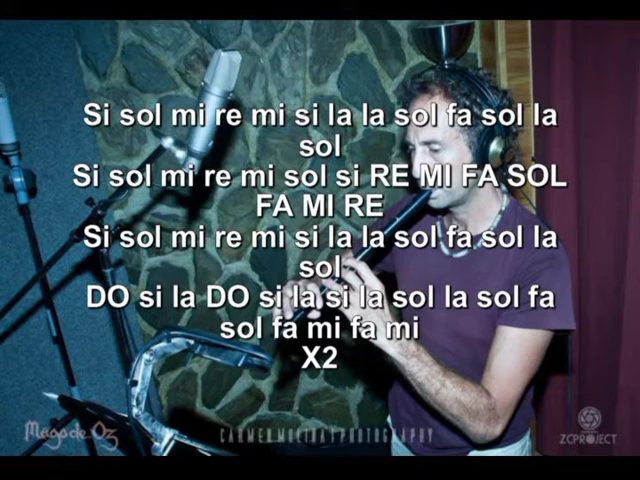 Si sol mi re mi si la la sol fa sol la
sol
Si sol mi re mi sol si RE MI FA SOL
FA MI RE
Si sol mi re mi si la la sol fa sol la
sol
DO si la DO si la si la sol la sol fa
sol fa mi fa mi
X2
Mago de Oz
CARMEN MOLINA PHOTOGRAPHY
ZCPROJECT